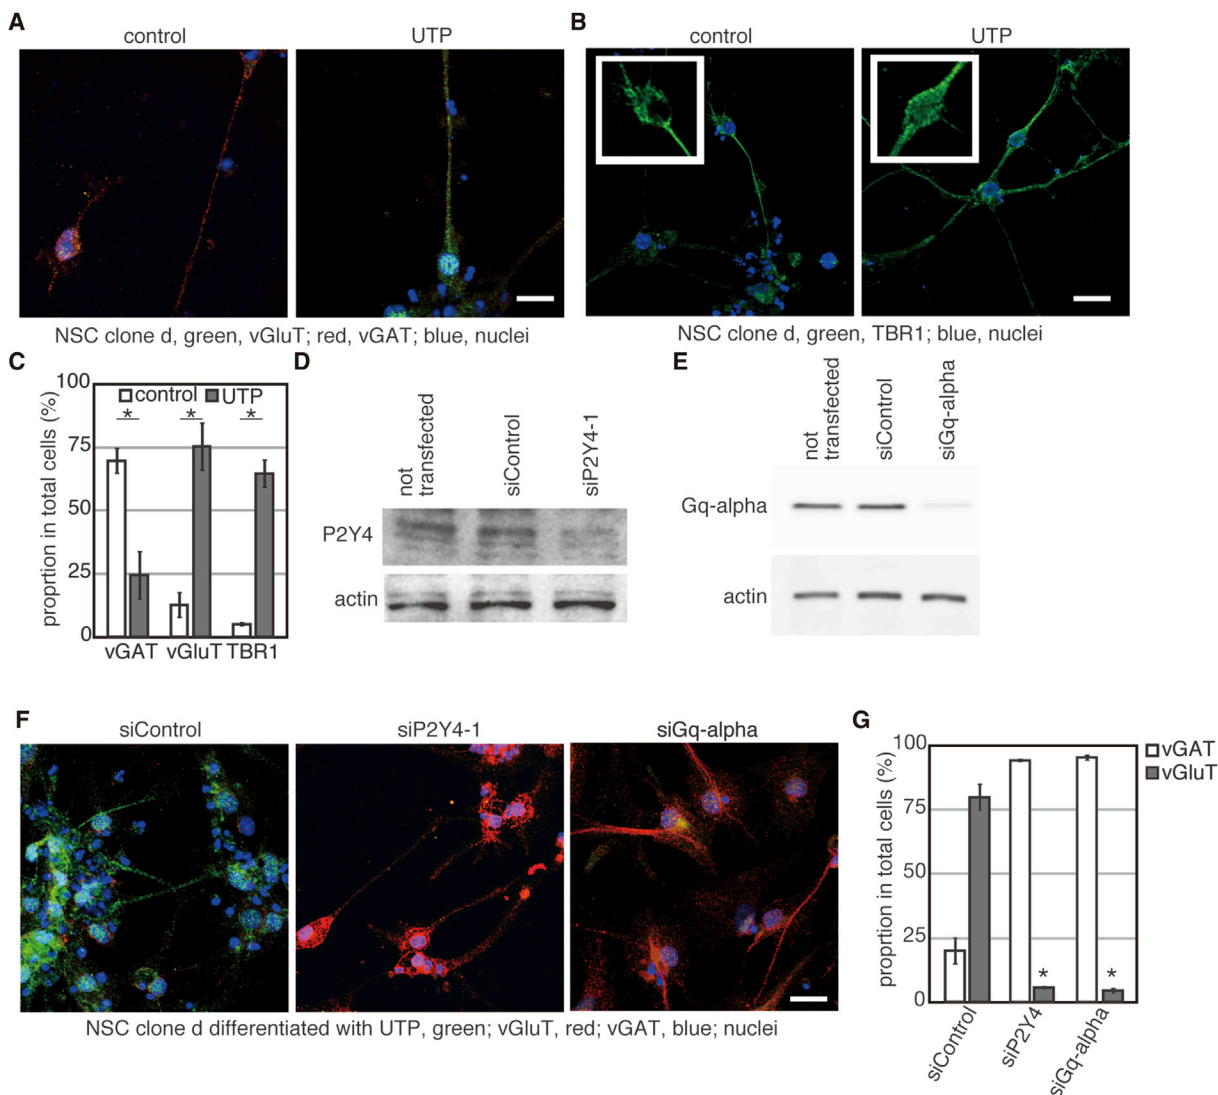 A
control
UTP
NSC clone d, green, vGluT; red, vGAT; blue, nuclei
B
control
UTP
NSC clone d, green, TBR1; blue, nuclei
C
proprtion in total cells (%)
100
75
50
25
0
control
UTP
*
*
*
vGAT
vGluT
TBR1
D
not
transfected
siControl
siP2Y4-1
P2Y4
actin
E
not
transfected
siControl
siGq-alpha
Gq-alpha
actin
F
siControl
siP2Y4-1
siGq-alpha
NSC clone d differentiated with UTP, green; vGluT, red; vGAT, blue; nuclei
G
proprtion in total cells (%)
100
75
50
25
0
vGAT
vGluT
*
*
siControl
siP2Y4
siGq-alpha